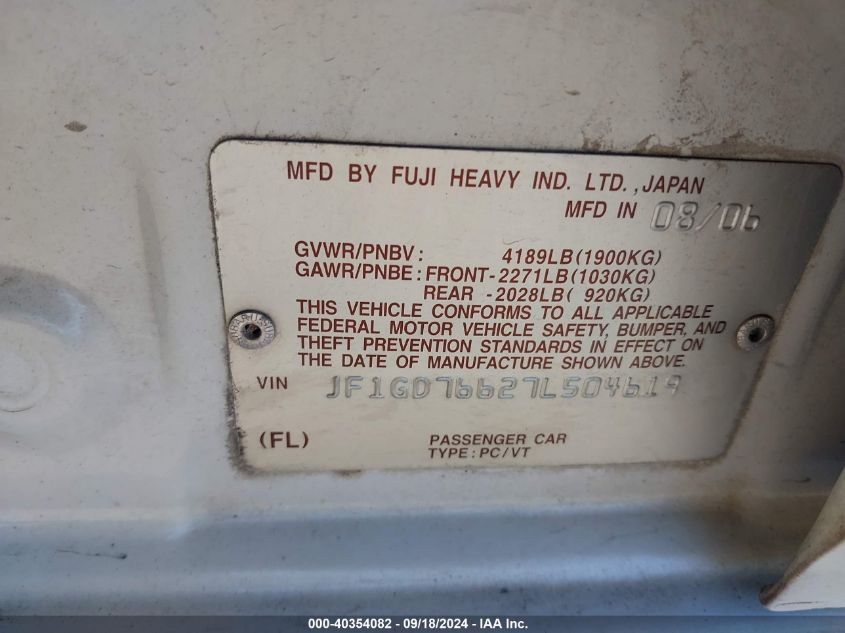 MFD BY FUJI HEAVY IND. LTD., JAPAN
MFD IN 08/06
GVWR/PNBV: 4189LB(1900KG)
GAWR/PNBE: FRONT-2271LB(1030KG)
REAR -2028LB( 920KG)
THIS VEHICLE CONFORMS TO ALL APPLICABLE
FEDERAL MOTOR VEHICLE SAFETY, BUMPER, AND
THEFT PREVENTION STANDARDS IN EFFECT ON
THE DATE OF MANUFACTURE SHOWN ABOVE.
VIN JF1GD76627L504619
(FL) PASSENGER CAR
TYPE:PC/VT
000-40354082 - 09/18/2024 - IAA Inc.